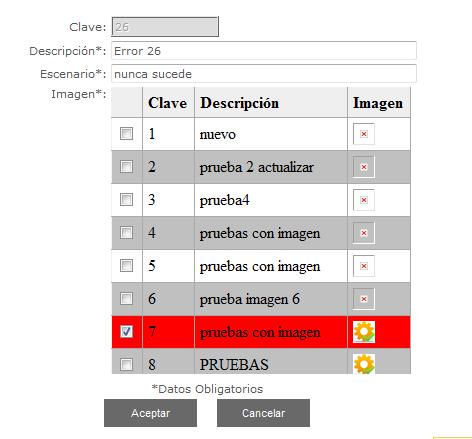 Clave: 26
Descripción*: Error 26
Escenario*: nunca sucede
Imagen*:
Clave Descripción Imagen
1 nuevo
2 prueba 2 actualizar
3 prueba4
4 pruebas con imagen
5 pruebas con imagen
6 prueba imagen 6
7 pruebas con imagen
8 PRUEBAS
*Datos Obligatorios
Aceptar Cancelar